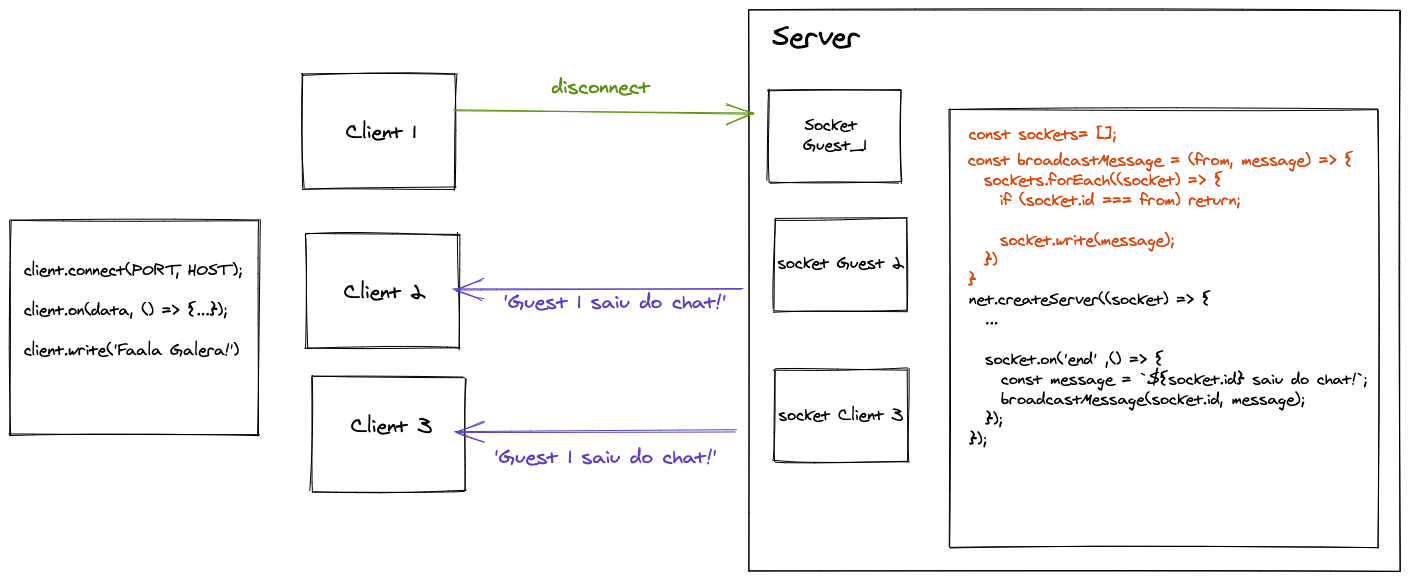 Server
disconnect
Client 1
Socket
Guest_1
const sockets= [];
const broadcastMessage = (from, message) => {
sockets.forEach((socket) => {
if (socket.id === from) return;
socket.write(message);
})
}
net.createServer((socket) => {
...
socket.on('end' ,() => {
const message = `${socket.id} saiu do chat!`;
broadcastMessage(socket.id, message);
});
});
client.connect(PORT, HOST);
client.on(data, () => {...});
client.write('Faala Galera!')
Client 2
'Guest 1 saiu do chat!'
socket Guest 2
Client 3
'Guest 1 saiu do chat!'
socket Client 3